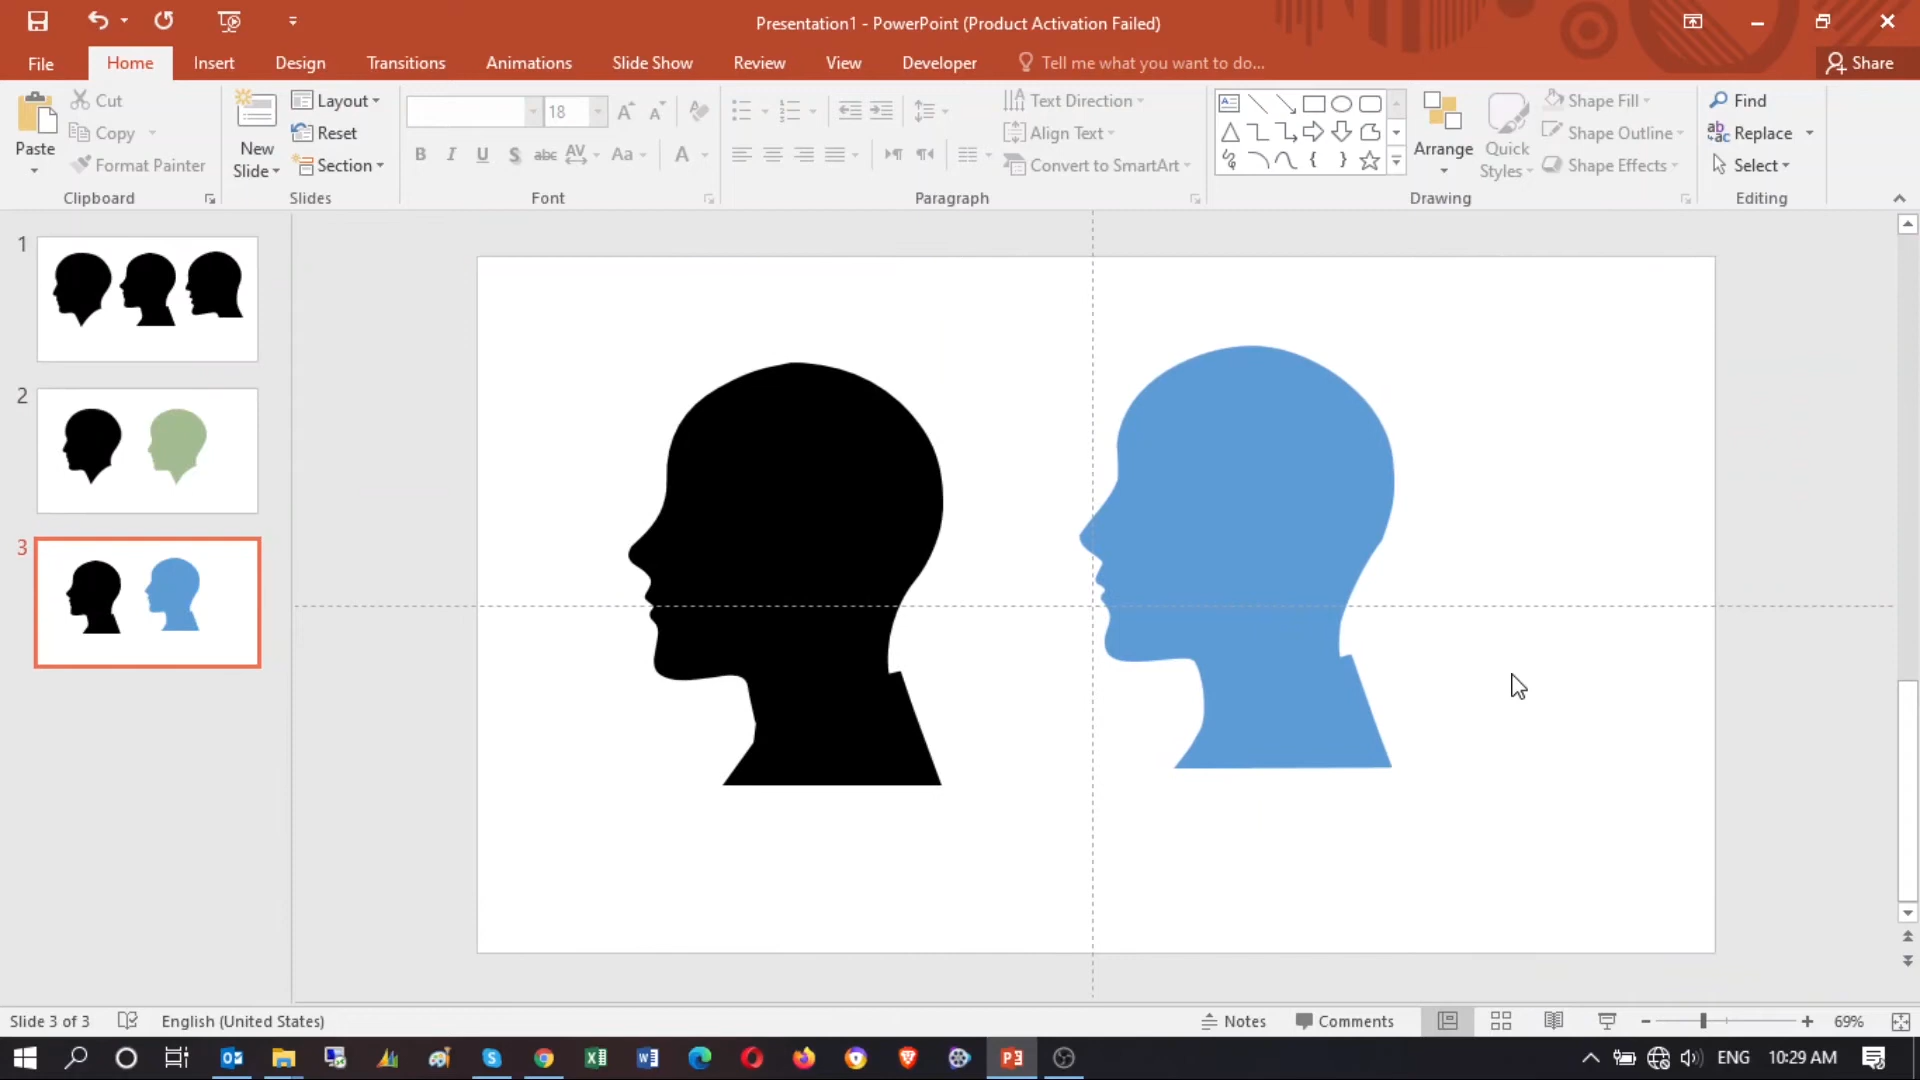 Presentation1 - PowerPoint (Product Activation Failed)
File
Home
Insert
Design
Transitions
Animations
Slide Show
Review
View
Developer
Tell me what you want to do...
Share
Paste
Cut
Copy
Format Painter
Clipboard
New
Slide
Layout
Reset
Section
Slides
18
B
I
U
S
abc
AV
Aa
A
Font
Text Direction
Align Text
Convert to SmartArt
Paragraph
Arrange
Quick
Styles
Shape Fill
Shape Outline
Shape Effects
Drawing
Find
Replace
Select
Editing
1
2
3
Slide 3 of 3
English (United States)
Notes
Comments
69%
ENG
10:29 AM